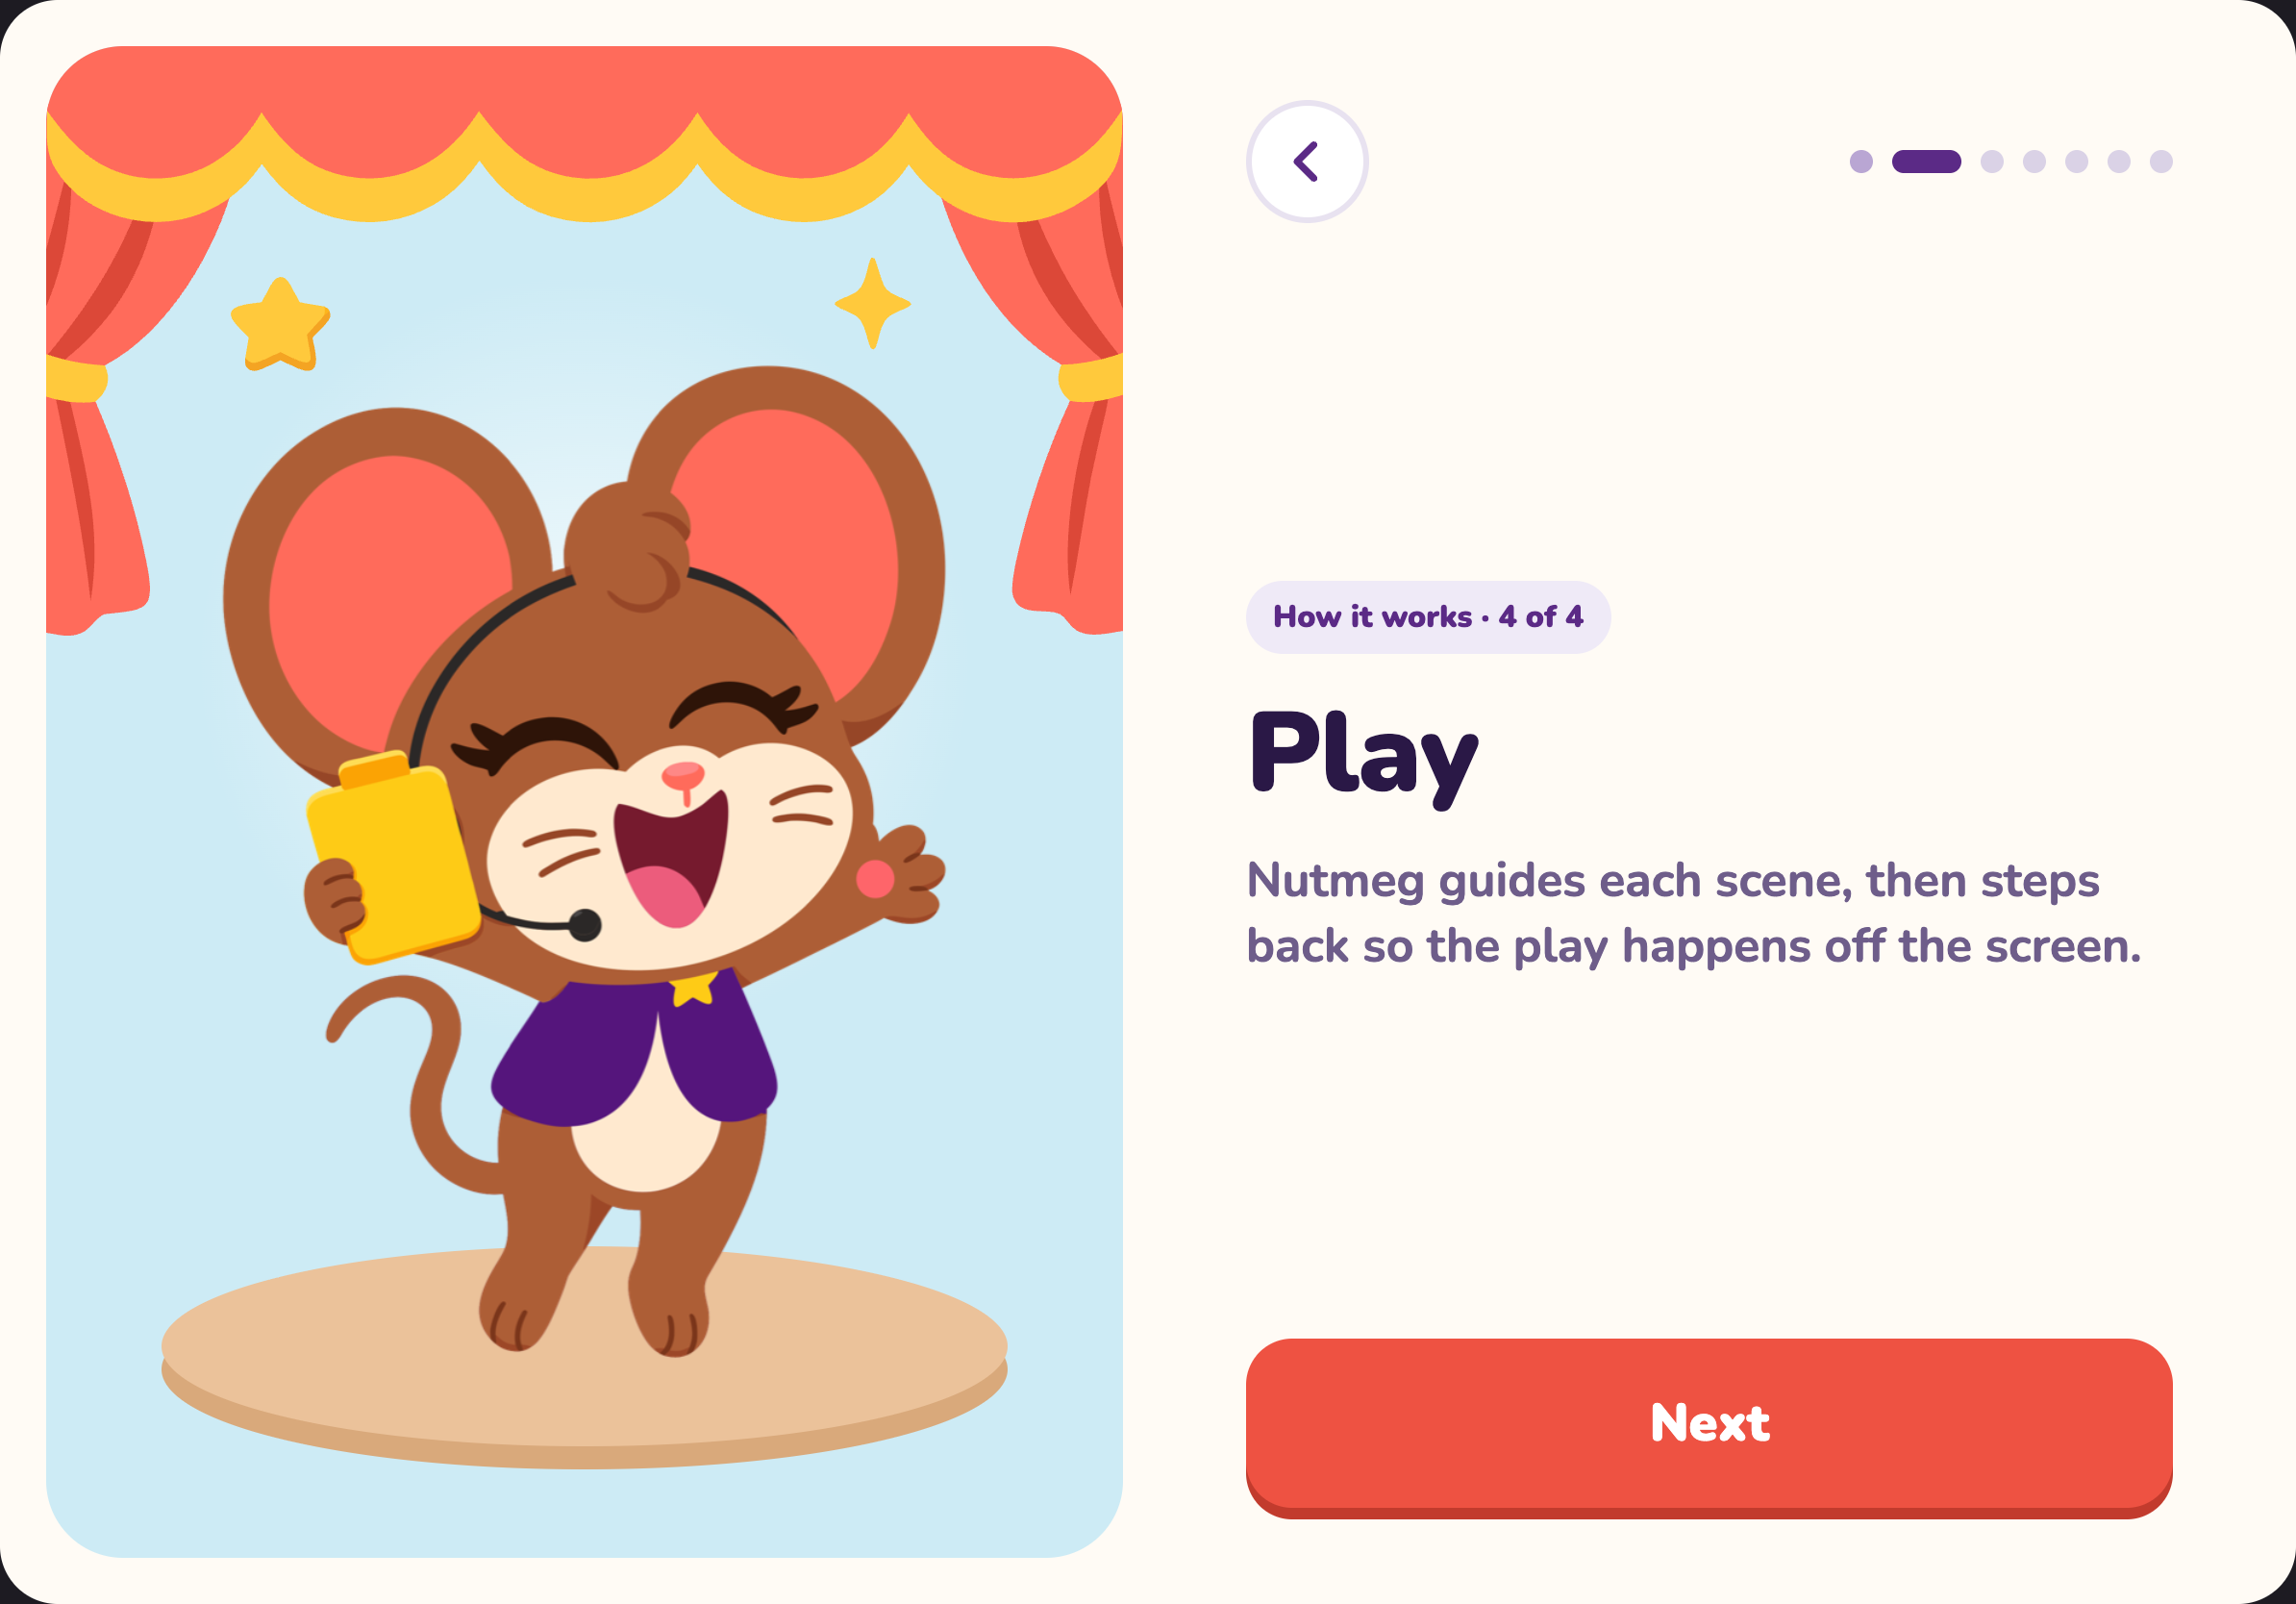 How it works · 4 of 4
Play
Nutmeg guides each scene, then steps
back so the play happens off the screen.
Next